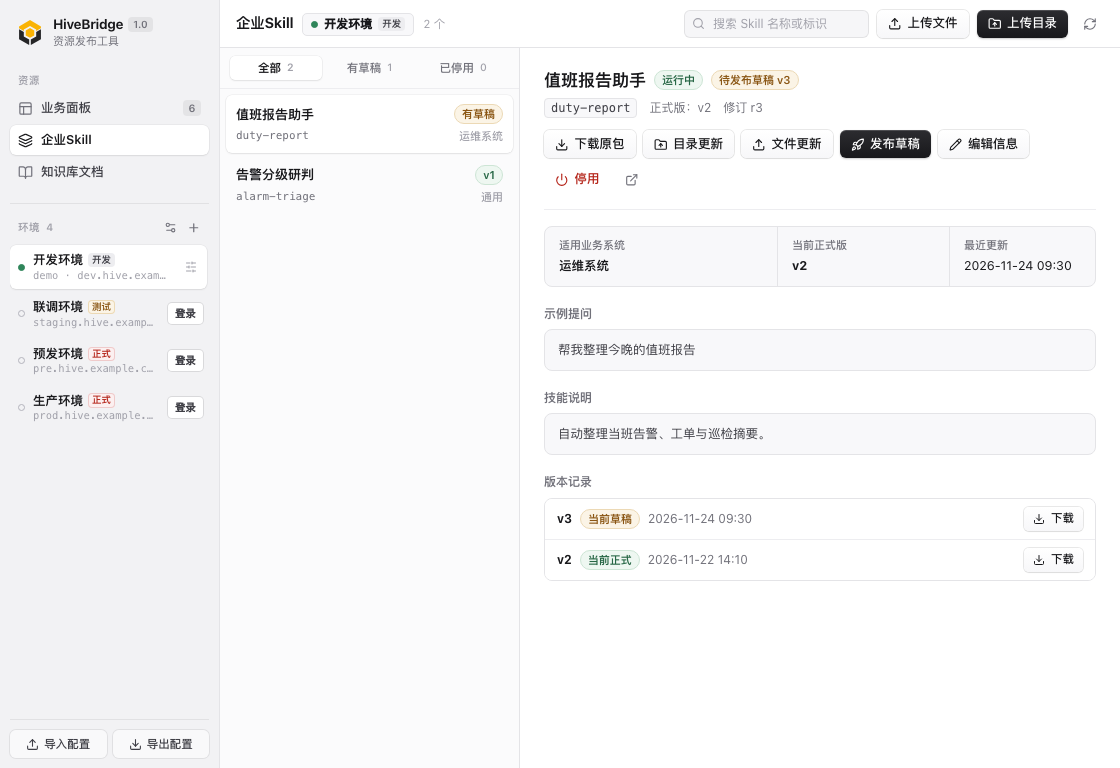 HiveBridge 1.0
资源发布工具
资源
业务面板 6
企业Skill
知识库文档
环境 4
开发环境 开发
demo · dev.hive.exam…
联调环境 测试
staging.hive.examp…
登录
预发环境 正式
pre.hive.example.c…
登录
生产环境 正式
prod.hive.example.…
登录
导入配置
导出配置
企业Skill
开发环境 开发
2 个
搜索 Skill 名称或标识
上传文件
上传目录
全部 2
有草稿 1
已停用 0
值班报告助手 有草稿
duty-report 运维系统
告警分级研判 v1
alarm-triage 通用
值班报告助手 运行中 待发布草稿 v3
duty-report 正式版：v2 修订 r3
下载原包
目录更新
文件更新
发布草稿
编辑信息
停用
适用业务系统
运维系统
当前正式版
v2
最近更新
2026-11-24 09:30
示例提问
帮我整理今晚的值班报告
技能说明
自动整理当班告警、工单与巡检摘要。
版本记录
v3 当前草稿 2026-11-24 09:30 下载
v2 当前正式 2026-11-22 14:10 下载